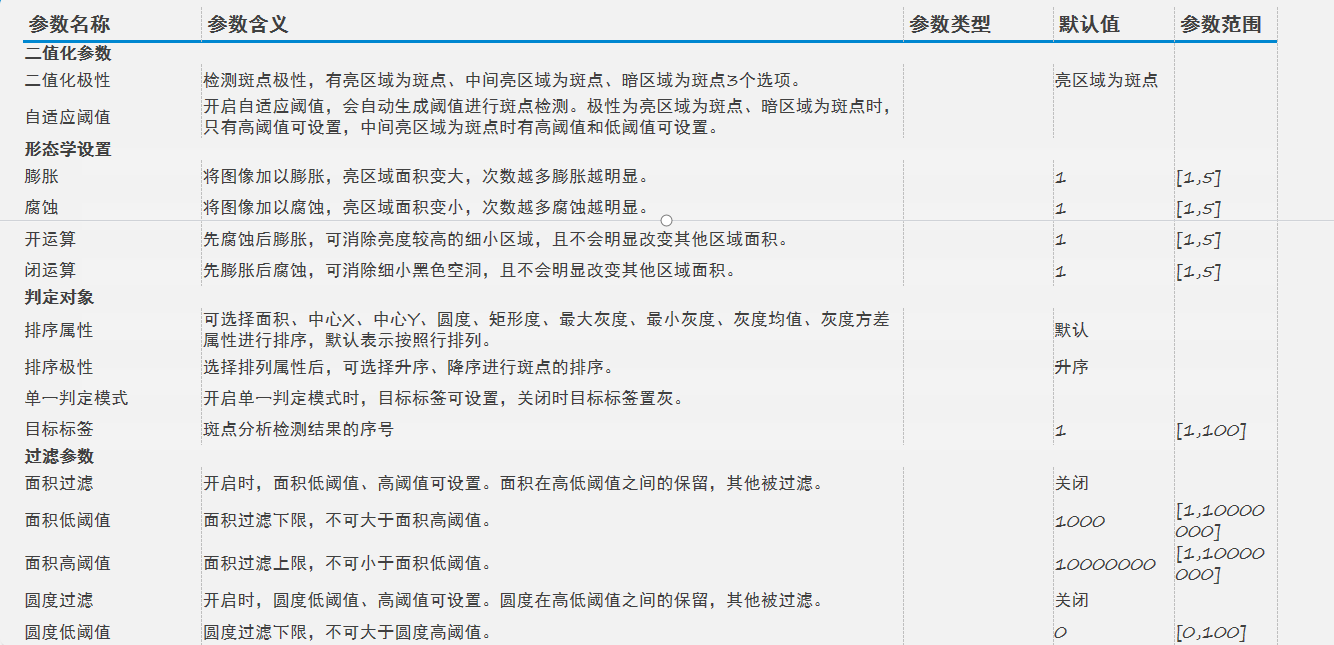 参数名称 参数含义 参数类型 默认值 参数范围
二值化参数
二值化极性 检测斑点极性，有亮区域为斑点、中间亮区域为斑点、暗区域为斑点3个选项。 亮区域为斑点
自适应阈值 开启自适应阈值，会自动生成阈值进行斑点检测。极性为亮区域为斑点、暗区域为斑点时，
只有高阈值可设置，中间亮区域为斑点时有高阈值和低阈值可设置。
形态学设置
膨胀 将图像加以膨胀，亮区域面积变大，次数越多膨胀越明显。 1 [1,5]
腐蚀 将图像加以腐蚀，亮区域面积变小，次数越多腐蚀越明显。 1 [1,5]
开运算 先腐蚀后膨胀，可消除亮度较高的细小区域，且不会明显改变其他区域面积。 1 [1,5]
闭运算 先膨胀后腐蚀，可消除细小黑色空洞，且不会明显改变其他区域面积。 1 [1,5]
判定对象
排序属性 可选择面积、中心X、中心Y、圆度、矩形度、最大灰度、最小灰度、灰度均值、灰度方差
属性进行排序，默认表示按照行排列。 默认
排序极性 选择排列属性后，可选择升序、降序进行斑点的排序。 升序
单一判定模式 开启单一判定模式时，目标标签可设置，关闭时目标标签置灰。
目标标签 斑点分析检测结果的序号 1 [1,100]
过滤参数
面积过滤 开启时，面积低阈值、高阈值可设置。面积在高低阈值之间的保留，其他被过滤。 关闭
面积低阈值 面积过滤下限，不可大于面积高阈值。 1000 [1,10000
000]
面积高阈值 面积过滤上限，不可小于面积低阈值。 10000000 [1,10000
000]
圆度过滤 开启时，圆度低阈值、高阈值可设置。圆度在高低阈值之间的保留，其他被过滤。 关闭
圆度低阈值 圆度过滤下限，不可大于圆度高阈值。 0 [0,100]